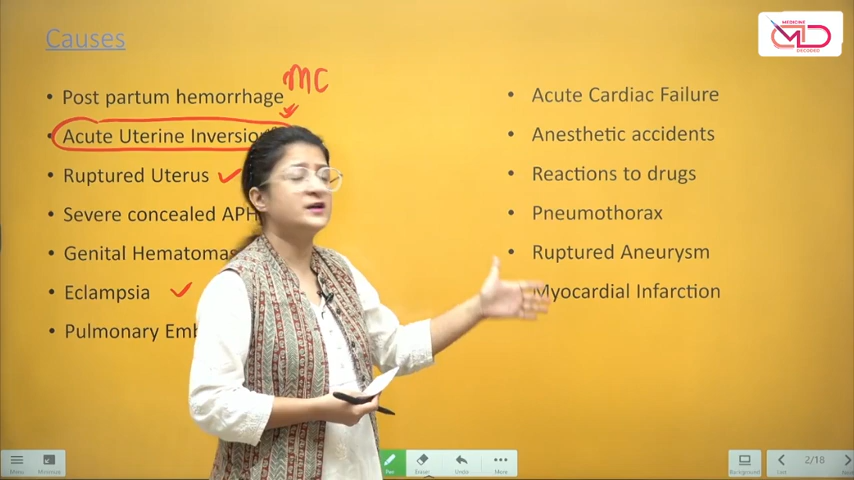 Causes
MEDICINE
MD
DECODED
MC
• Post partum hemorrhage
• Acute Uterine Inversion
• Ruptured Uterus
• Severe concealed APH
• Genital Hematomas
• Eclampsia
• Pulmonary Emb
• Acute Cardiac Failure
• Anesthetic accidents
• Reactions to drugs
• Pneumothorax
• Ruptured Aneurysm
Myocardial Infarction
Menu
Minimize
Pen
Eraser
Undo
More
Background
2/18